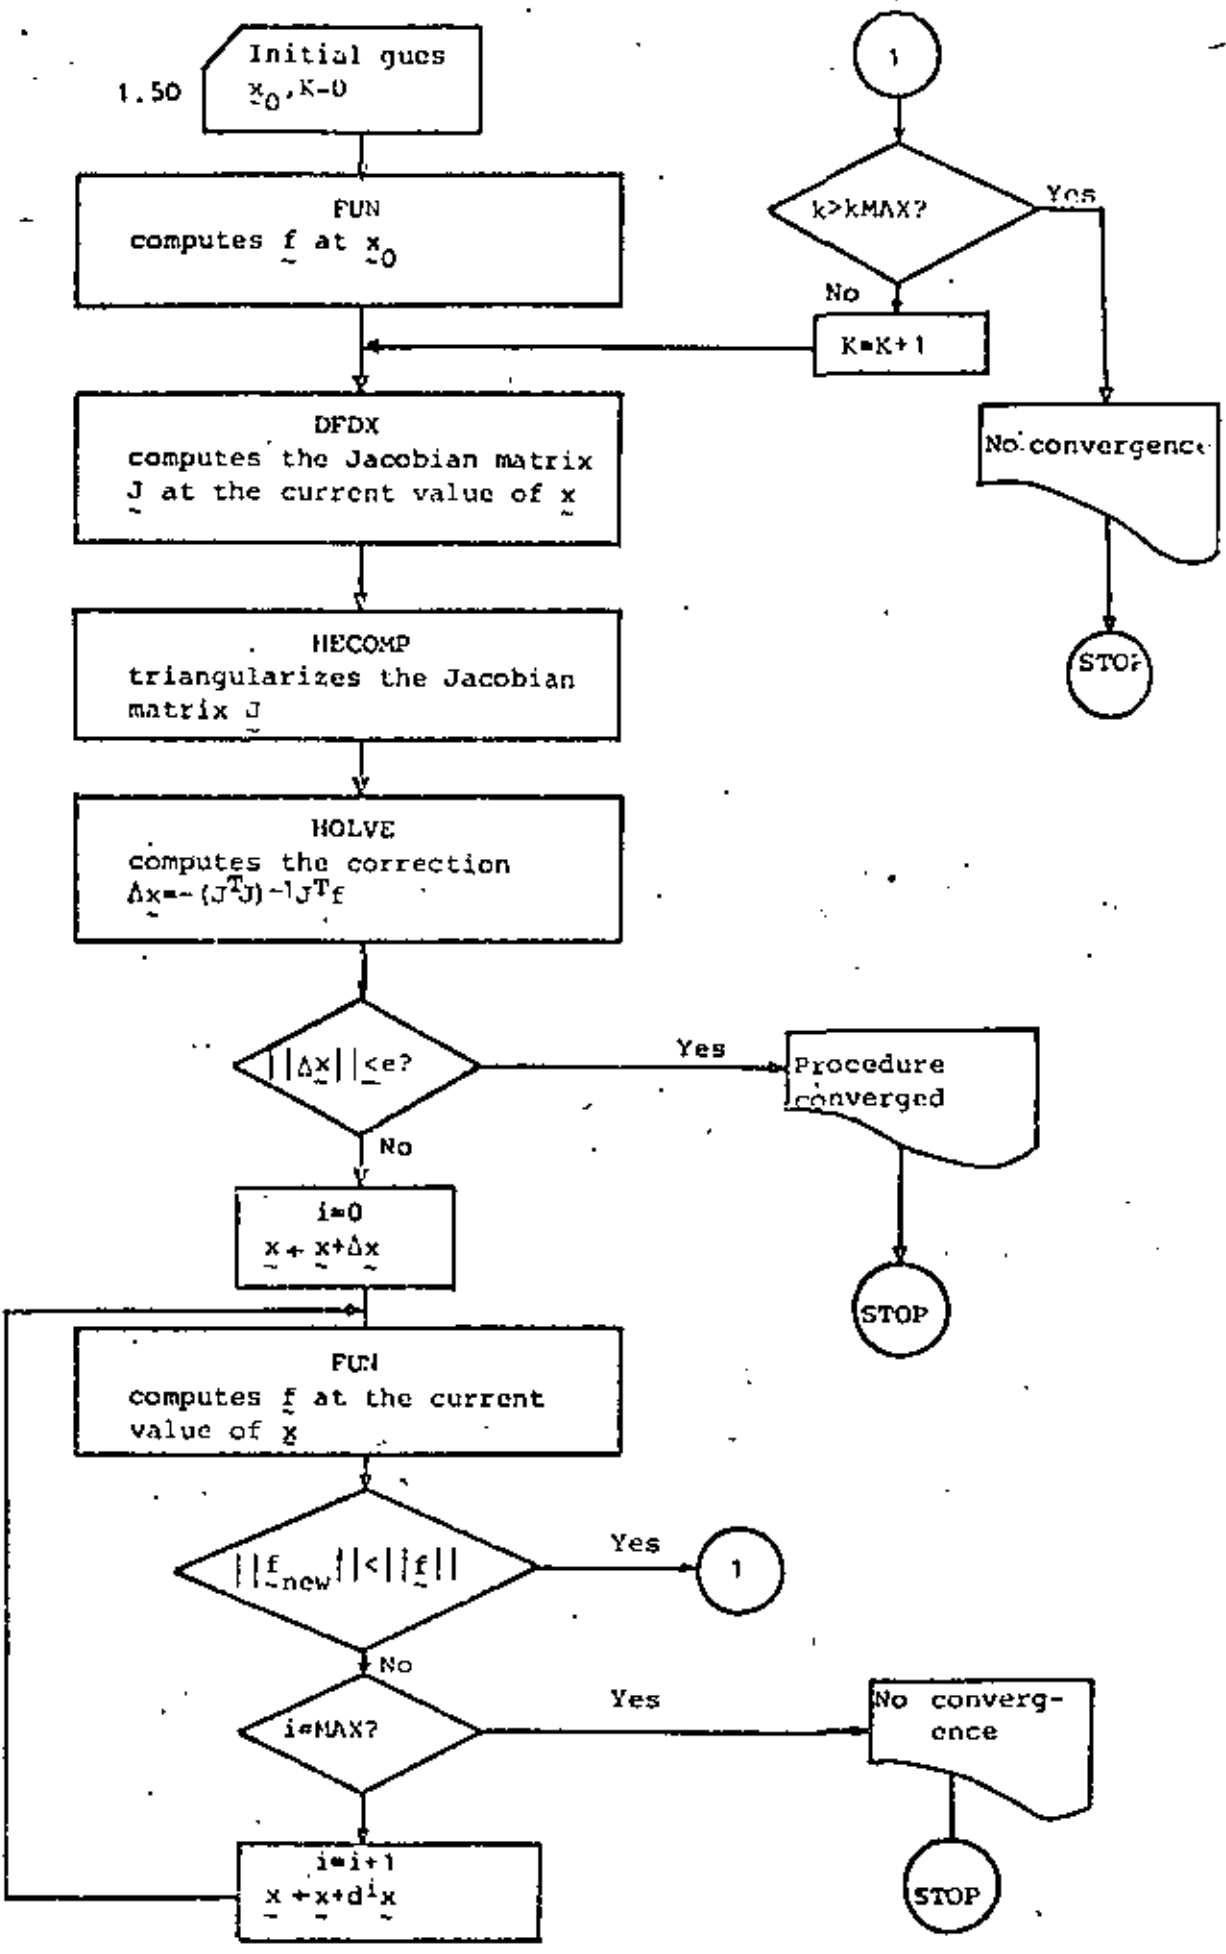 Initial gues
1.50
x0,K=0
FUN
computes f at x0
DFDX
computes the Jacobian matrix
J at the current value of x
HECOMP
triangularizes the Jacobian
matrix J
HOLVE
computes the correction
Δx=-(JᵀJ)-1Jᵀf
||Δx||≤e?
Yes
Procedure
converged
STOP
No
i=0
x ← x+Δx
FUN
computes f at the current
value of x
||fnew||<||f||
Yes
1
No
i=MAX?
Yes
No converg-
ence
STOP
i=i+1
x ← x+dⁱx
1
k>kMAX?
Yes
No
K=K+1
No convergence
STOP